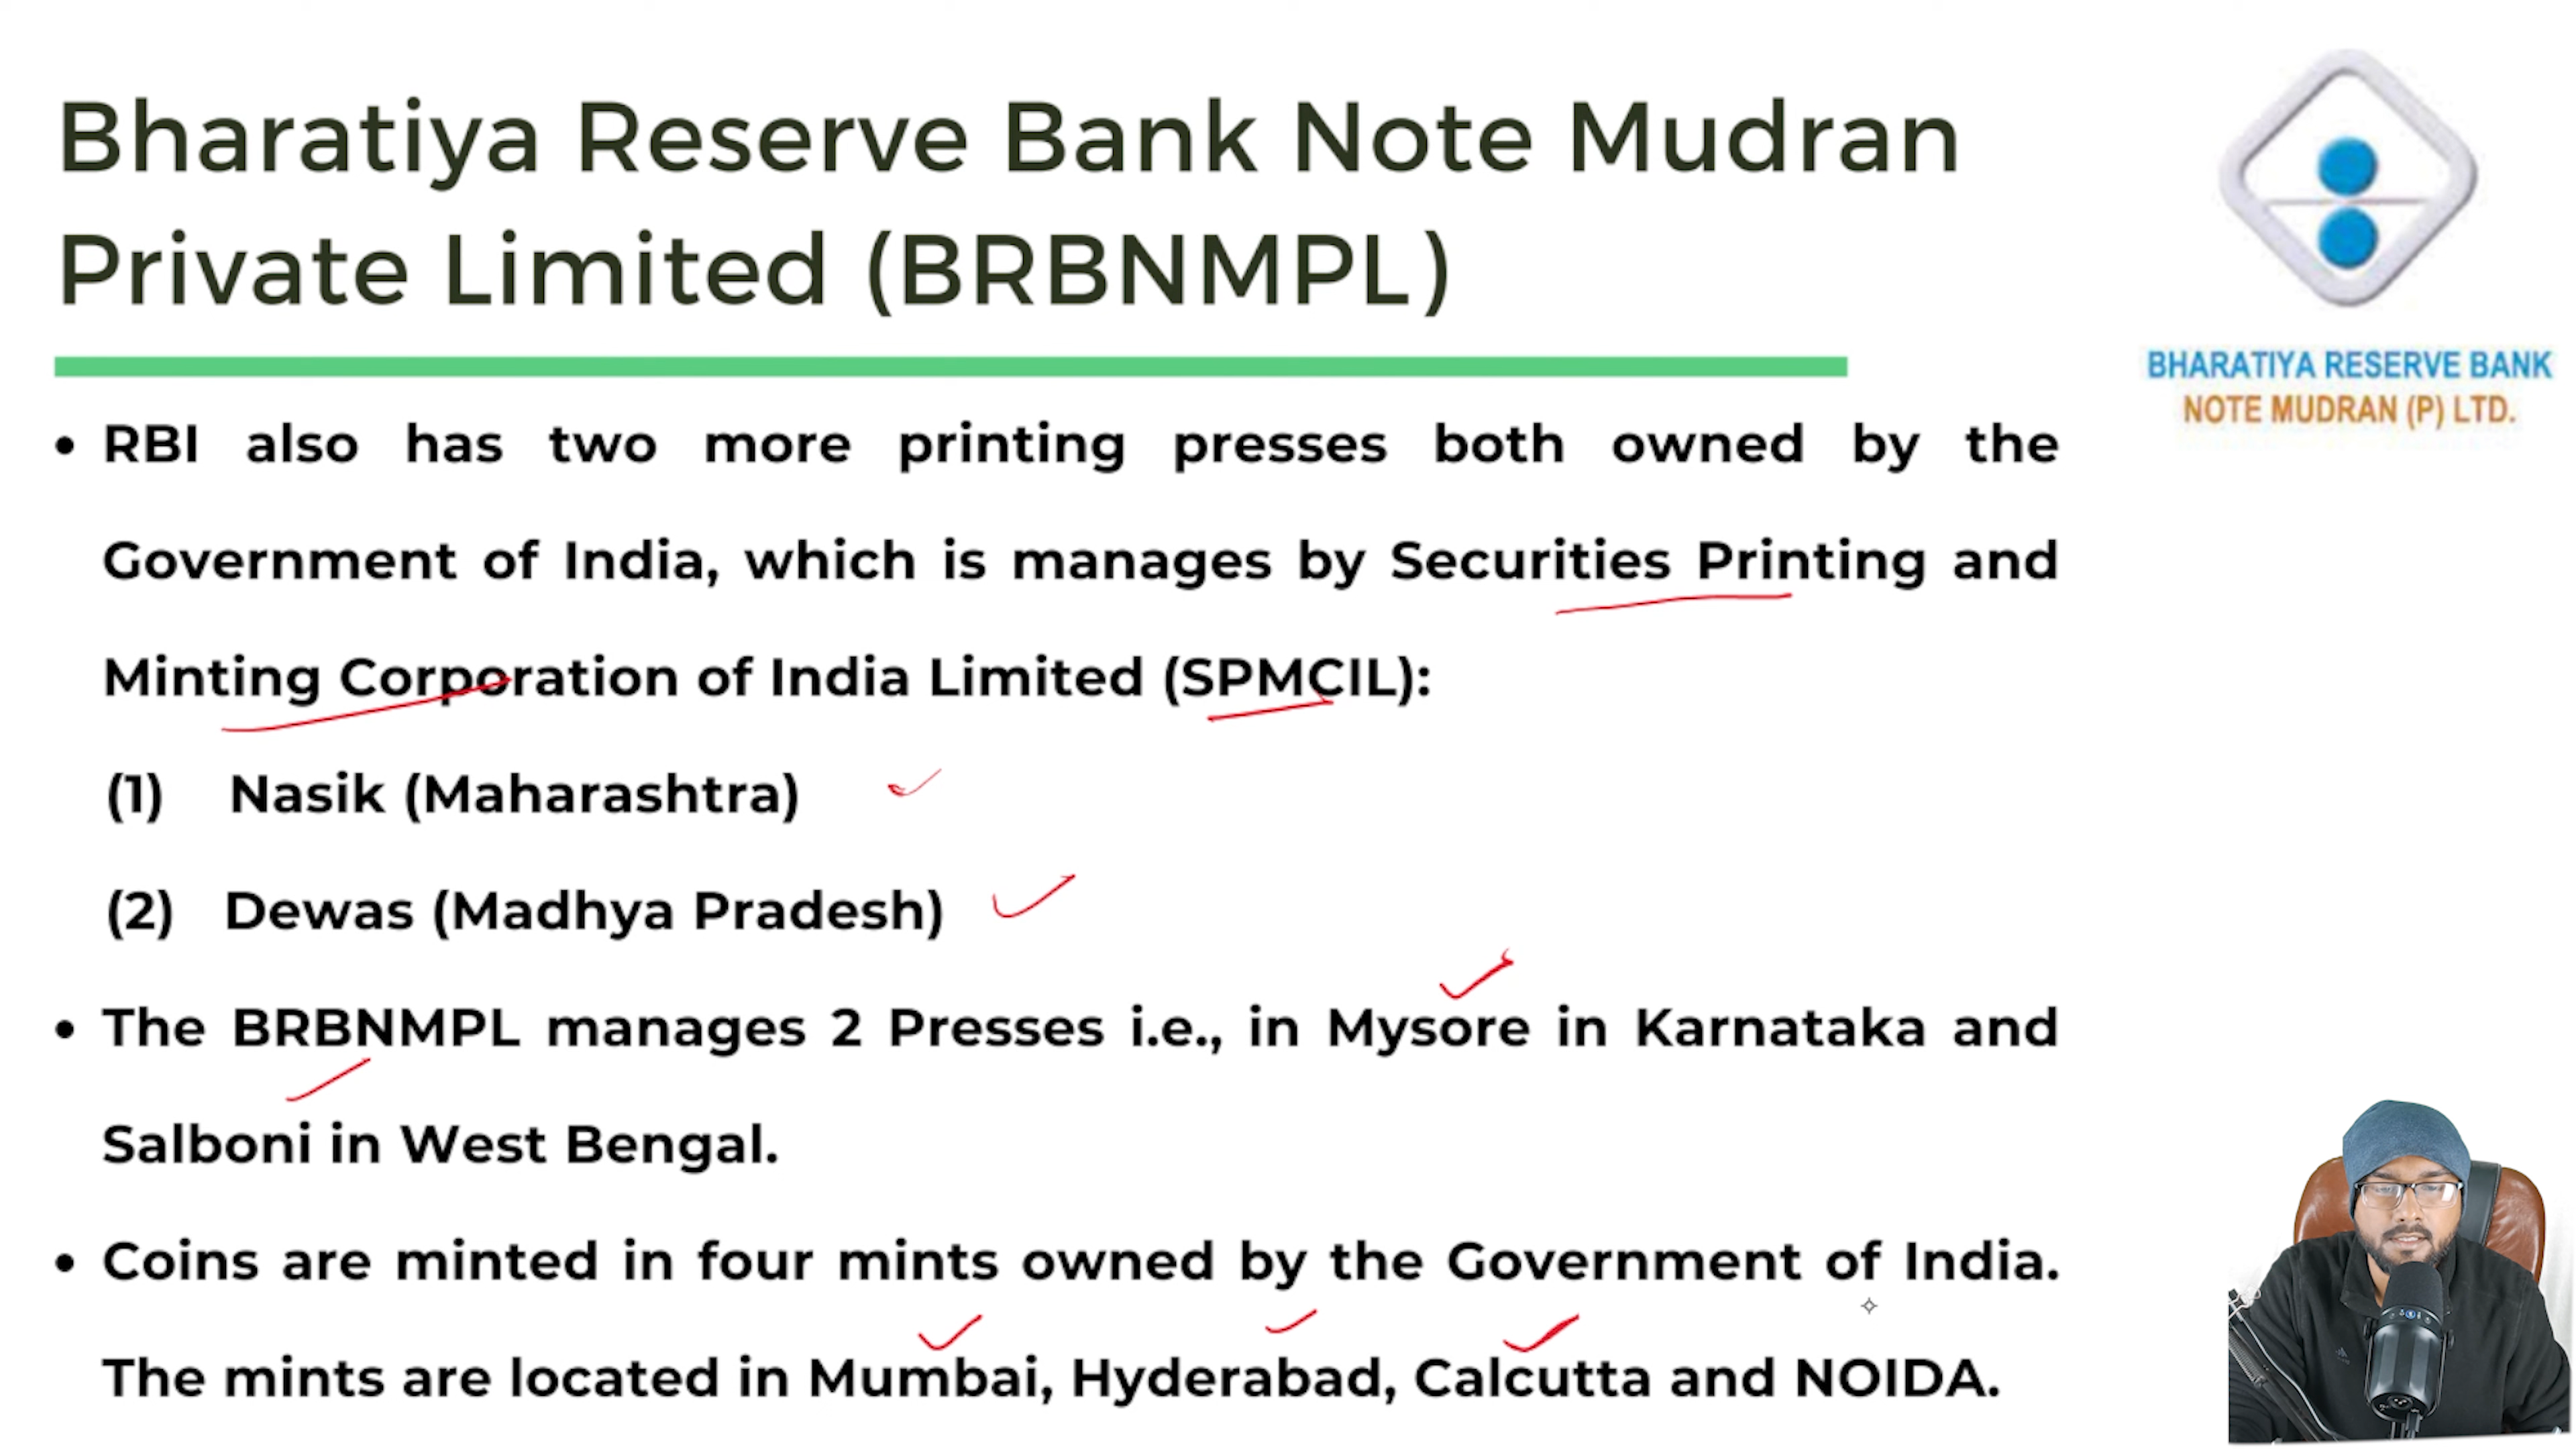 Bharatiya Reserve Bank Note Mudran
Private Limited (BRBNMPL)
BHARATIYA RESERVE BANK
NOTE MUDRAN (P) LTD.
• RBI also has two more printing presses both owned by the
Government of India, which is manages by Securities Printing and
Minting Corporation of India Limited (SPMCIL):
(1) Nasik (Maharashtra)
(2) Dewas (Madhya Pradesh)
• The BRBNMPL manages 2 Presses i.e., in Mysore in Karnataka and
Salboni in West Bengal.
• Coins are minted in four mints owned by the Government of India.
The mints are located in Mumbai, Hyderabad, Calcutta and NOIDA.